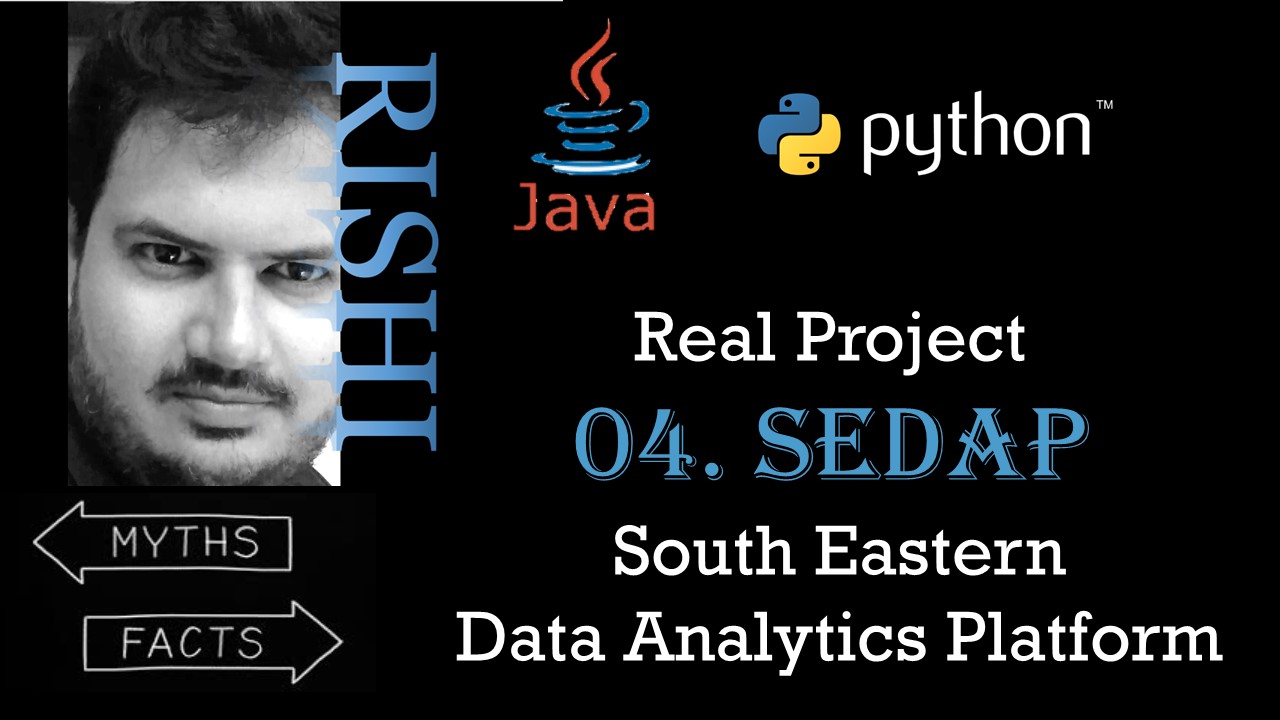 RISHI
Java
python™
Real Project
04. SEDAP
South Eastern
Data Analytics Platform
MYTHS
FACTS